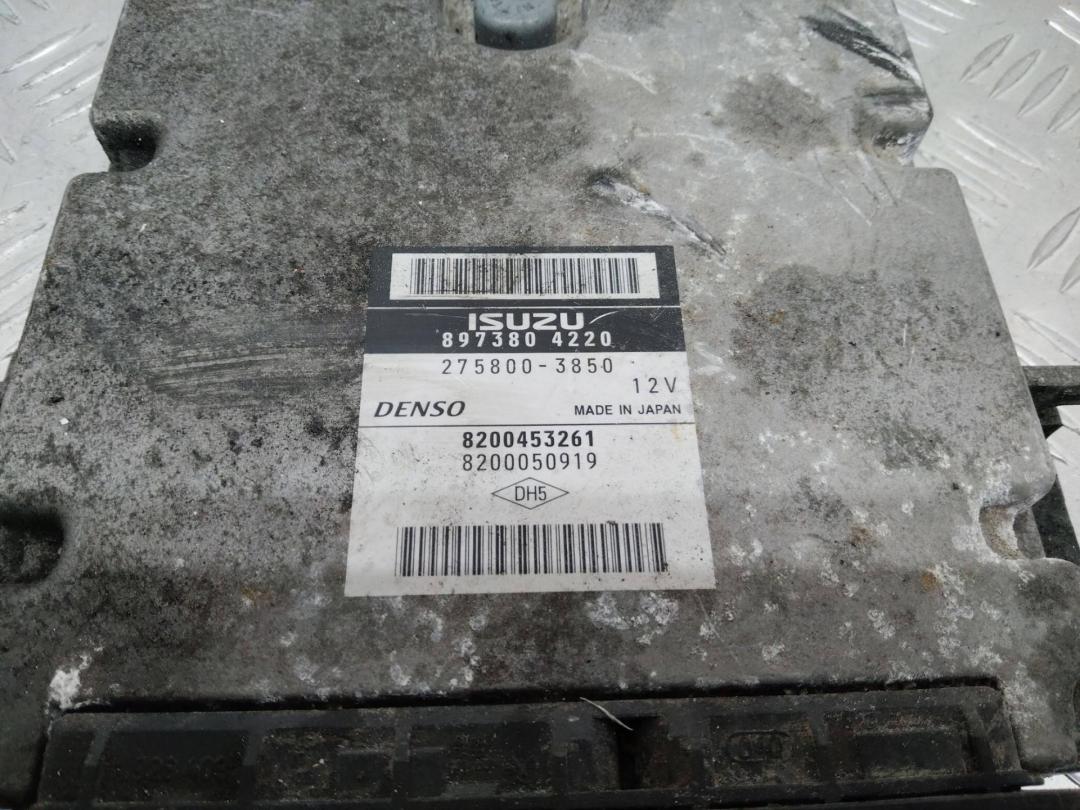 ISUZU
897380 4220
275800-3850
12V
DENSO MADE IN JAPAN
8200453261
8200050919
DH5